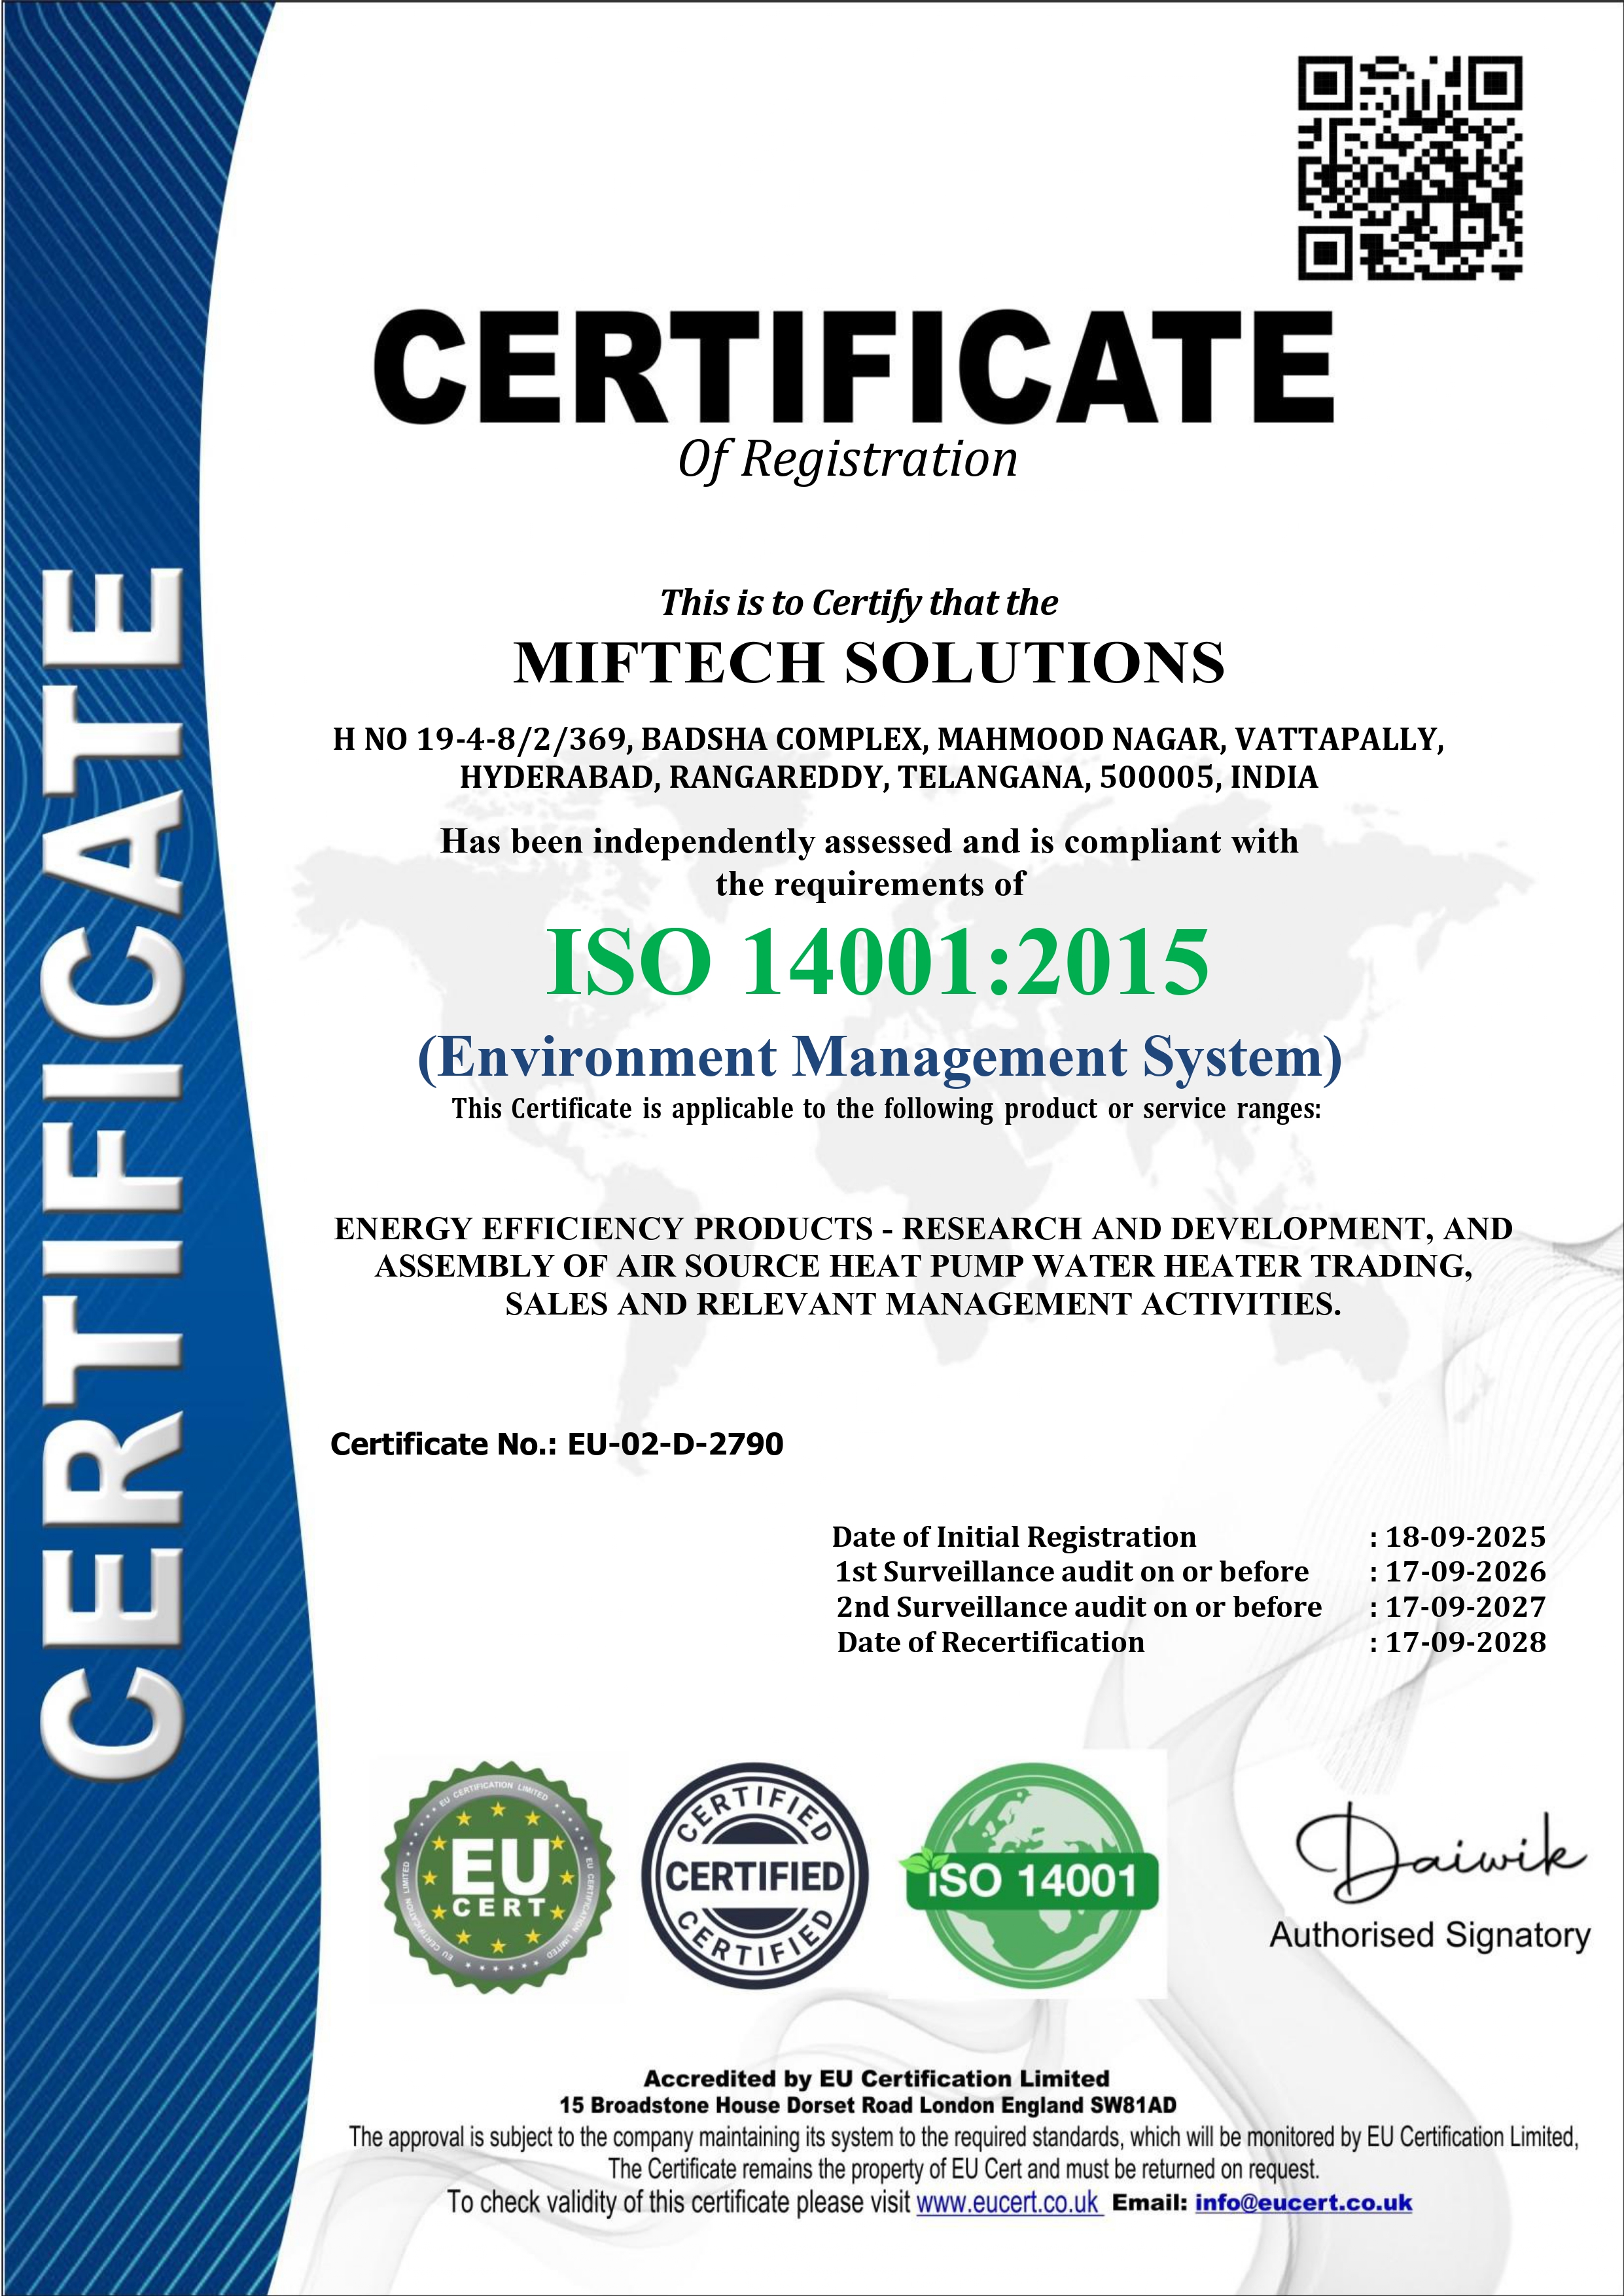 CERTIFICATE
CERTIFICATE
Of Registration
This is to Certify that the
MIFTECH SOLUTIONS
H NO 19-4-8/2/369, BADSHA COMPLEX, MAHMOOD NAGAR, VATTAPALLY,
HYDERABAD, RANGAREDDY, TELANGANA, 500005, INDIA
Has been independently assessed and is compliant with
the requirements of
ISO 14001:2015
(Environment Management System)
This Certificate is applicable to the following product or service ranges:
ENERGY EFFICIENCY PRODUCTS - RESEARCH AND DEVELOPMENT, AND
ASSEMBLY OF AIR SOURCE HEAT PUMP WATER HEATER TRADING,
SALES AND RELEVANT MANAGEMENT ACTIVITIES.
Certificate No.: EU-02-D-2790
Date of Initial Registration : 18-09-2025
1st Surveillance audit on or before : 17-09-2026
2nd Surveillance audit on or before : 17-09-2027
Date of Recertification : 17-09-2028
EU CERTIFICATION LIMITED
EU CERTIFICATION LIMITED
EU CERTIFICATION LIMITED
EU
CERT
CERTIFIED
CERTIFIED
CERTIFIED
ISO 14001
Daiwik
Authorised Signatory
Accredited by EU Certification Limited
15 Broadstone House Dorset Road London England SW81AD
The approval is subject to the company maintaining its system to the required standards, which will be monitored by EU Certification Limited,
The Certificate remains the property of EU Cert and must be returned on request.
To check validity of this certificate please visit www.eucert.co.uk Email: info@eucert.co.uk